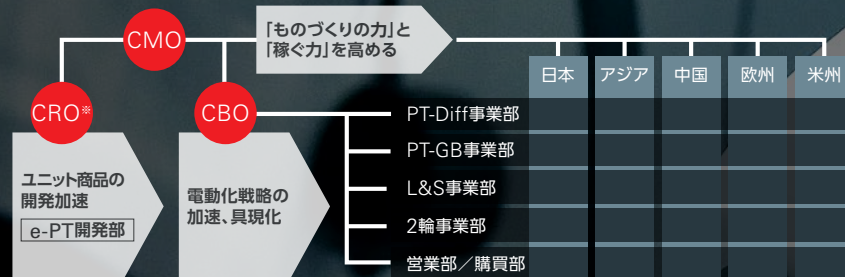 CMO
「ものづくりの力」と
「稼ぐ力」を高める
日本 アジア 中国 欧州 米州
CRO※
CBO
PT-Diff事業部
PT-GB事業部
L&S事業部
2輪事業部
営業部／購買部
ユニット商品の
開発加速
e-PT開発部
電動化戦略の
加速、具現化